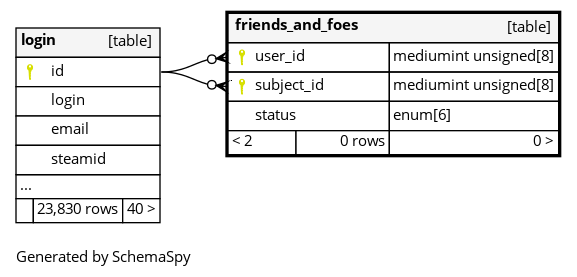 login [table]
id
login
email
steamid
...
23,830 rows 40 >
friends_and_foes [table]
user_id mediumint unsigned[8]
subject_id mediumint unsigned[8]
status enum[6]
< 2 0 rows 0 >
Generated by SchemaSpy